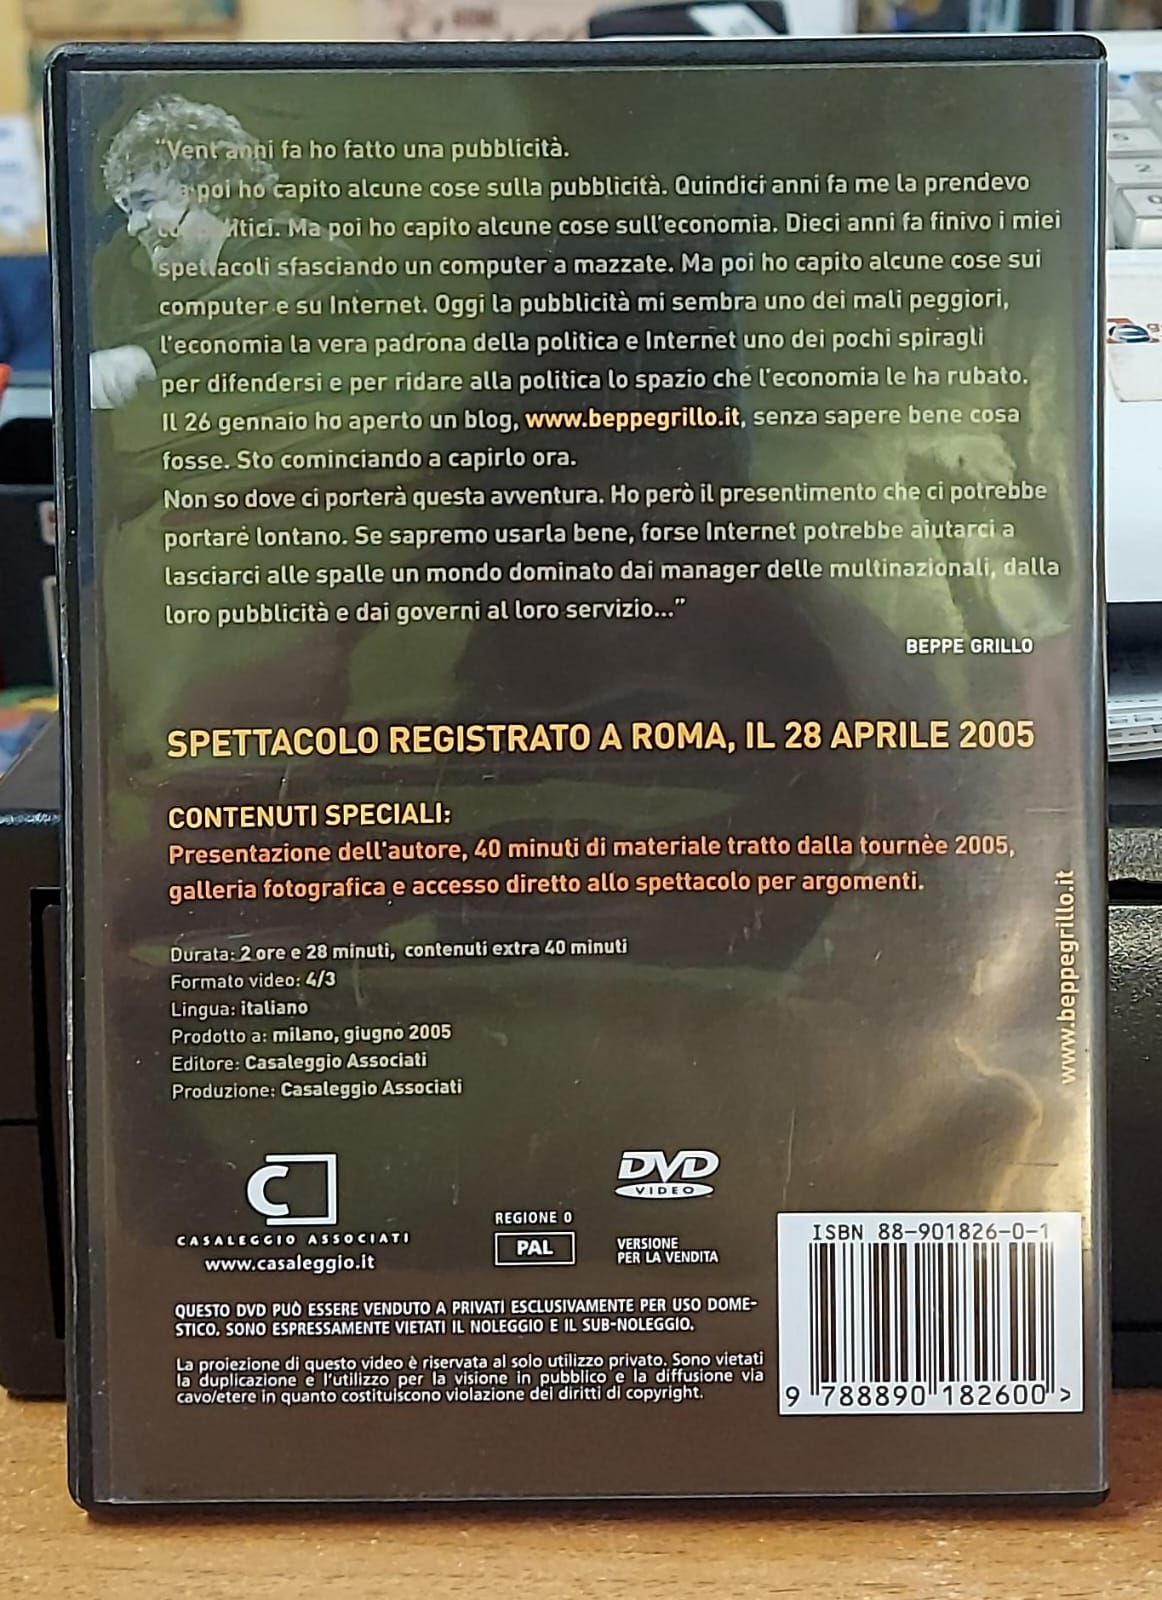 "Vent'anni fa ho fatto una pubblicità.
poi ho capito alcune cose sulla pubblicità. Quindici anni fa me la prendevo
Ma poi ho capito alcune cose sull'economia. Dieci anni fa finivo i miei
spettacoli sfasciando un computer a mazzate. Ma poi ho capito alcune cose sui
computer e su Internet. Oggi la pubblicità mi sembra uno dei mali peggiori,
l'economia la vera padrona della politica e Internet uno dei pochi spiragli
per difendersi e per ridare alla politica lo spazio che l'economia le ha rubato.
Il 26 gennaio ho aperto un blog, www.beppegrillo.it, senza sapere bene cosa
fosse. Sto cominciando a capirlo ora.
Non so dove ci porterà questa avventura. Ho però il presentimento che ci potrebbe
portare lontano. Se sapremo usarla bene, forse Internet potrebbe aiutarci a
lasciarci alle spalle un mondo dominato dai manager delle multinazionali, dalla
loro pubblicità e dai governi al loro servizio..."
BEPPE GRILLO
SPETTACOLO REGISTRATO A ROMA, IL 28 APRILE 2005
CONTENUTI SPECIALI:
Presentazione dell'autore, 40 minuti di materiale tratto dalla tournèe 2005,
galleria fotografica e accesso diretto allo spettacolo per argomenti.
Durata: 2 ore e 28 minuti, contenuti extra 40 minuti
Formato video: 4/3
Lingua: italiano
Prodotto a: milano, giugno 2005
Editore: Casaleggio Associati
Produzione: Casaleggio Associati
www.beppegrillo.it
CASALEGGIO ASSOCIATI
www.casaleggio.it
REGIONE 0
PAL
DVD
VIDEO
VERSIONE
PER LA VENDITA
QUESTO DVD PUÒ ESSERE VENDUTO A PRIVATI ESCLUSIVAMENTE PER USO DOME-
STICO. SONO ESPRESSAMENTE VIETATI IL NOLEGGIO E IL SUB-NOLEGGIO.
La proiezione di questo video è riservata al solo utilizzo privato. Sono vietati
la duplicazione e l'utilizzo per la visione in pubblico e la diffusione via
cavo/etere in quanto costituiscono violazione dei diritti di copyright.
ISBN 88-901826-0-1
9 788890 182600 >